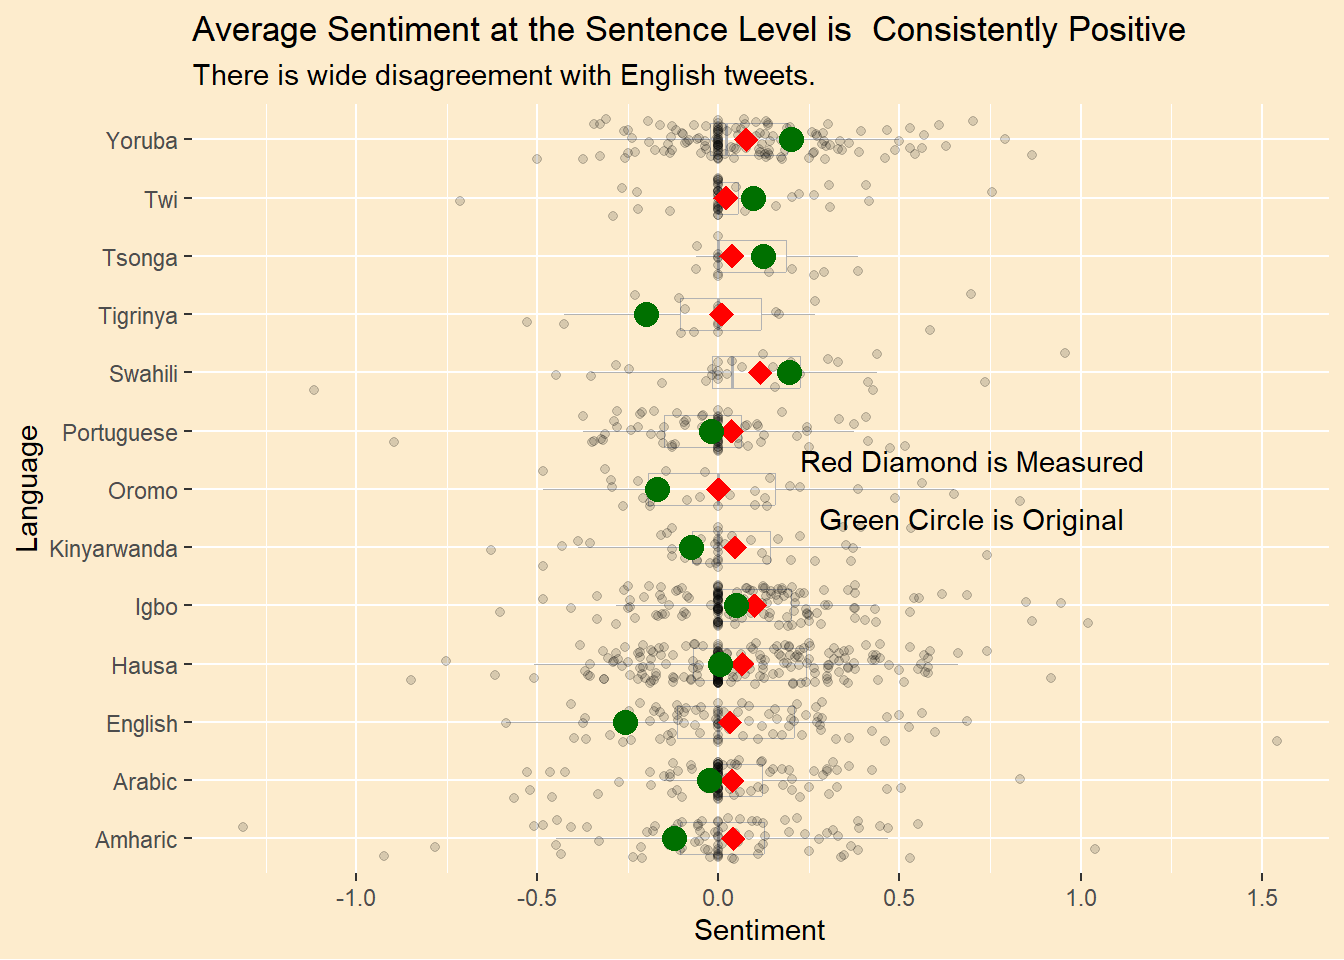 Average Sentiment at the Sentence Level is  Consistently Positive
There is wide disagreement with English tweets.
Language
Yoruba
Twi
Tsonga
Tigrinya
Swahili
Portuguese
Red Diamond is Measured
Oromo
Green Circle is Original
Kinyarwanda
Igbo
Hausa
English
Arabic
Amharic
-1.0 -0.5 0.0 0.5 1.0 1.5
Sentiment